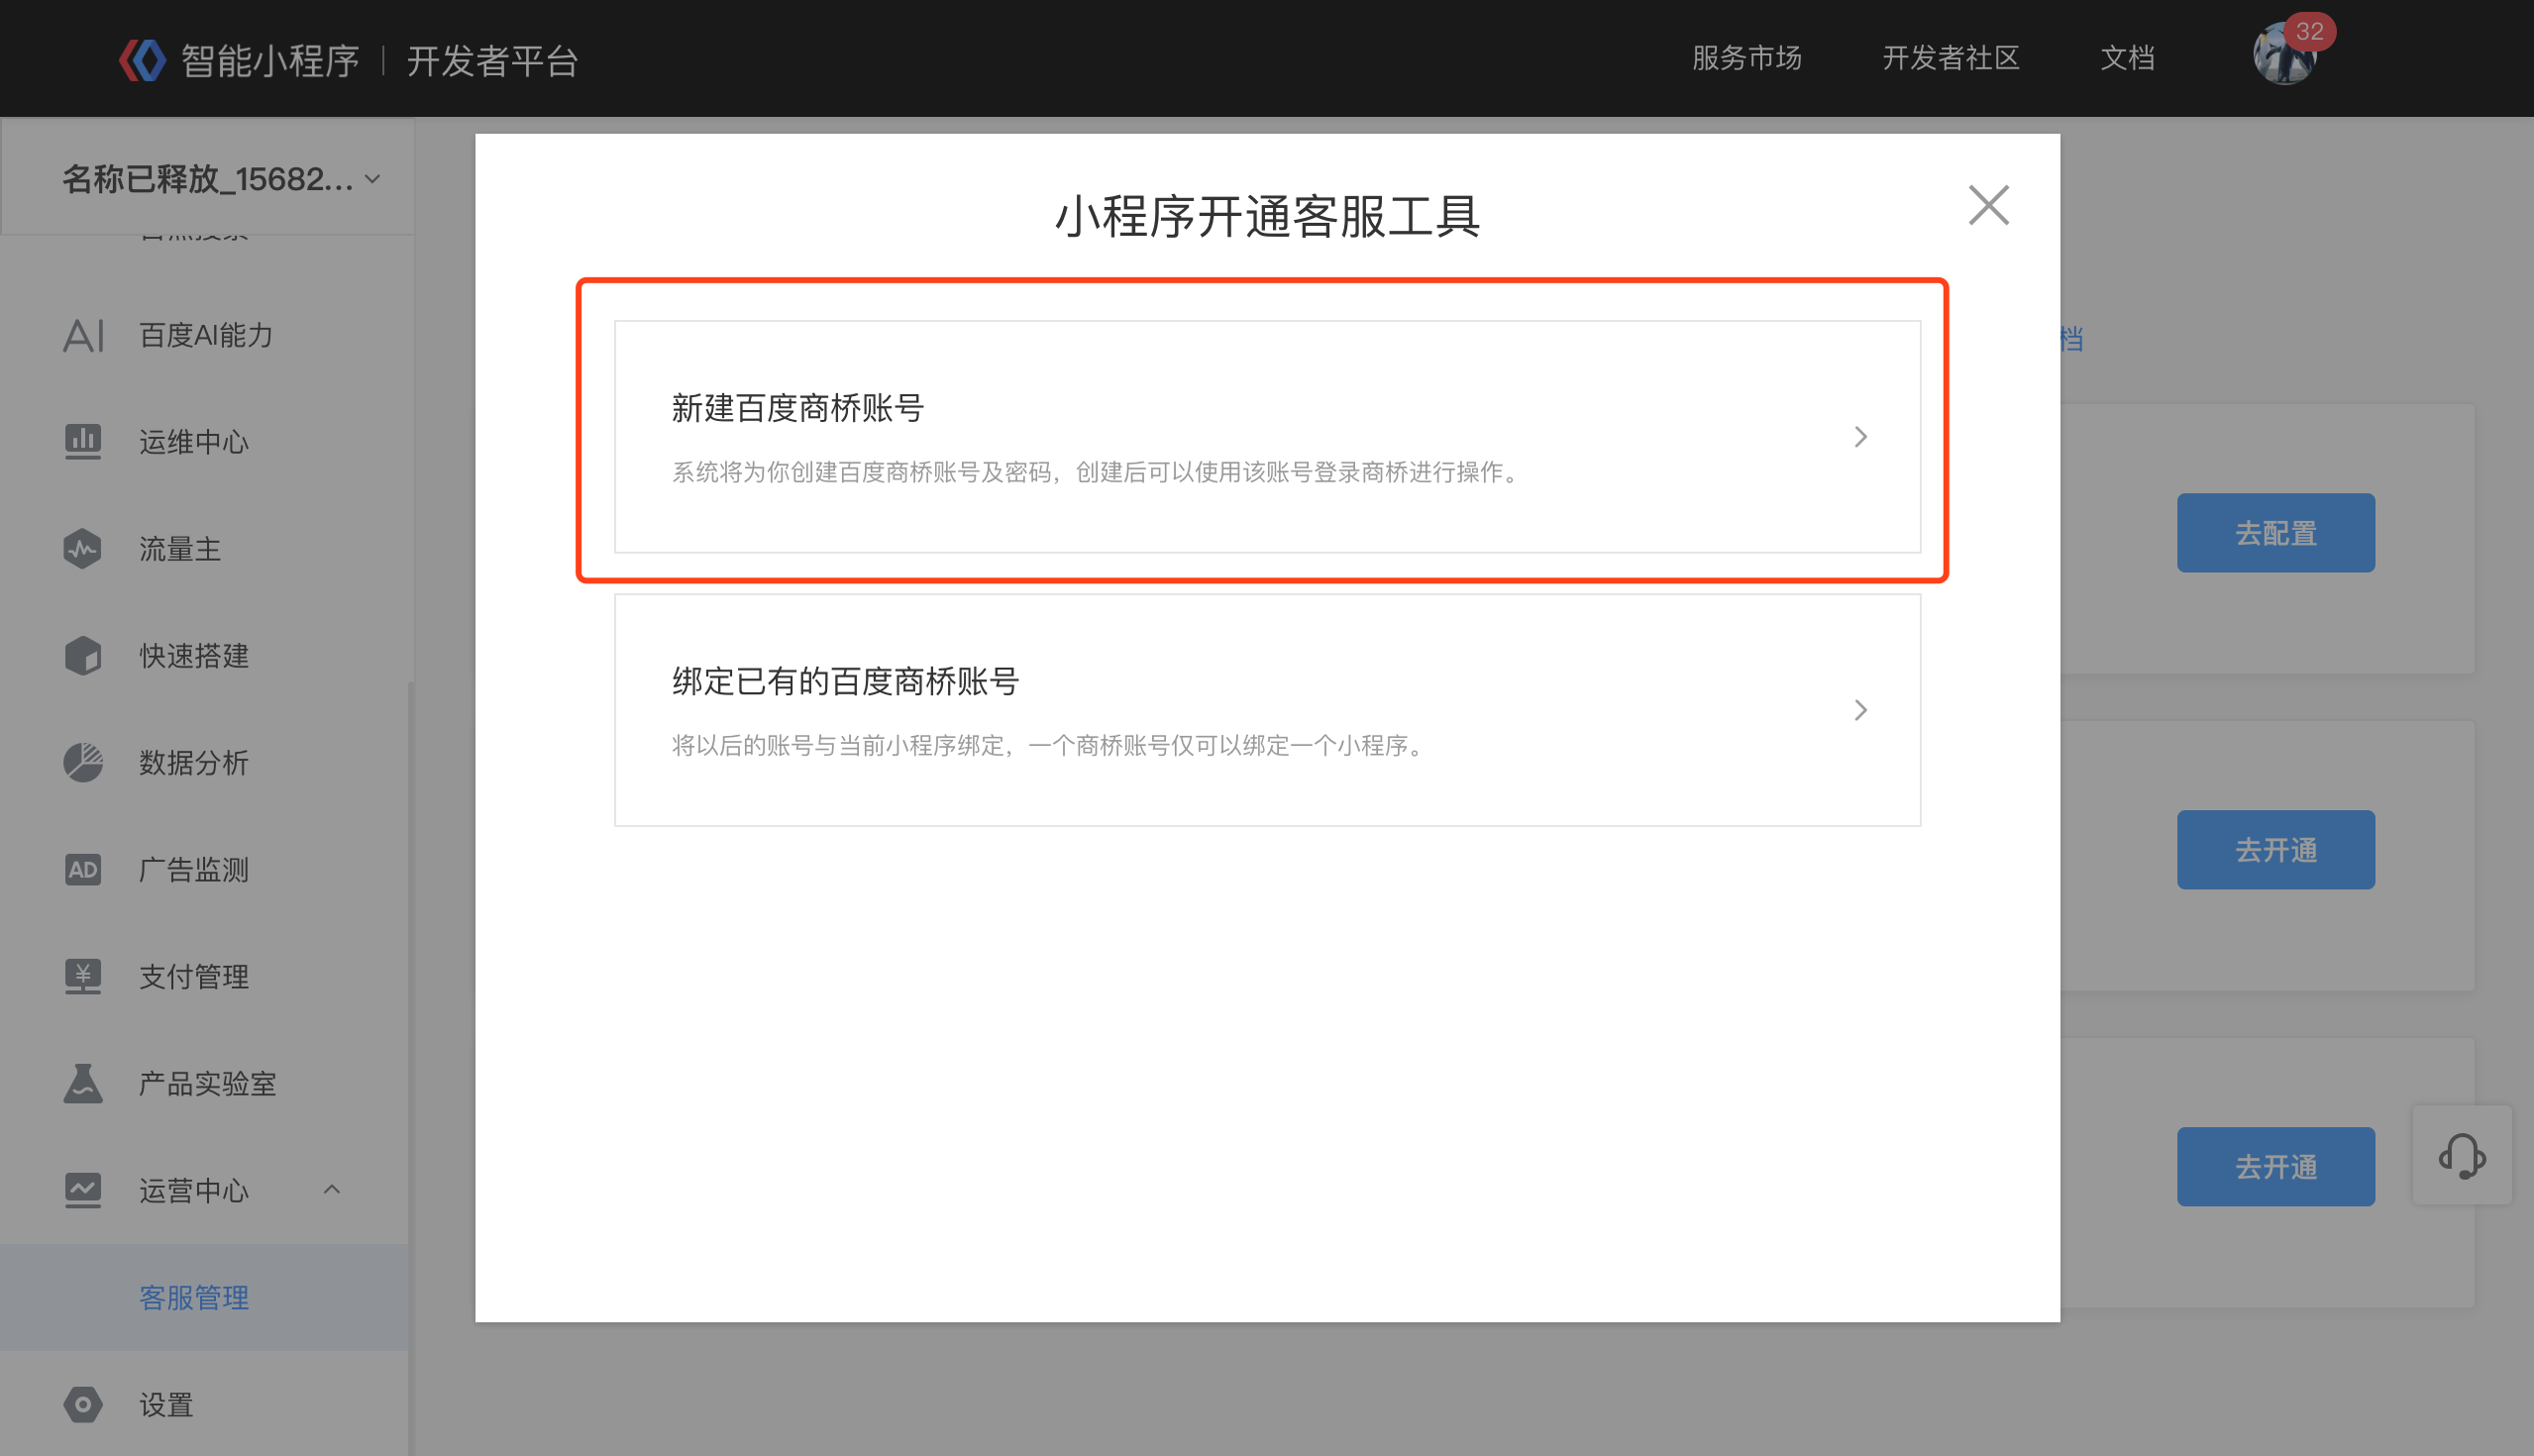 智能小程序 | 开发者平台
服务市场
开发者社区
文档
32
名称已释放_15682...
百度AI能力
运维中心
流量主
快速搭建
数据分析
AD
广告监测
支付管理
产品实验室
运营中心
客服管理
设置
小程序开通客服工具
新建百度商桥账号
系统将为你创建百度商桥账号及密码，创建后可以使用该账号登录商桥进行操作。
绑定已有的百度商桥账号
将以后的账号与当前小程序绑定，一个商桥账号仅可以绑定一个小程序。
档
去配置
去开通
去开通